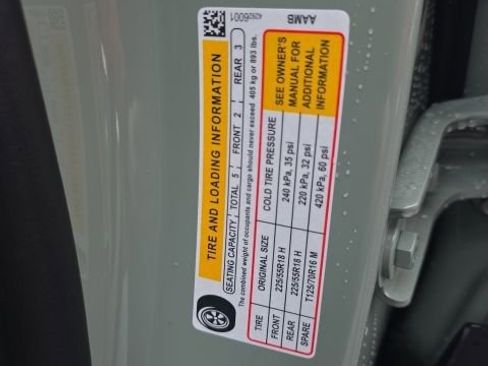 AAMB
TIRE AND LOADING INFORMATION
SEATING CAPACITY TOTAL 5 FRONT 2 REAR 3
The combined weight of occupants and cargo should never exceed 405 kg or 893 lbs.
TIRE ORIGINAL SIZE COLD TIRE PRESSURE
FRONT 225/55R18 H 240 kPa, 35 psi
REAR 225/55R18 H 220 kPa, 32 psi
SPARE T125/70R16 M 420 kPa, 60 psi
SEE OWNER'S
MANUAL FOR
ADDITIONAL
INFORMATION